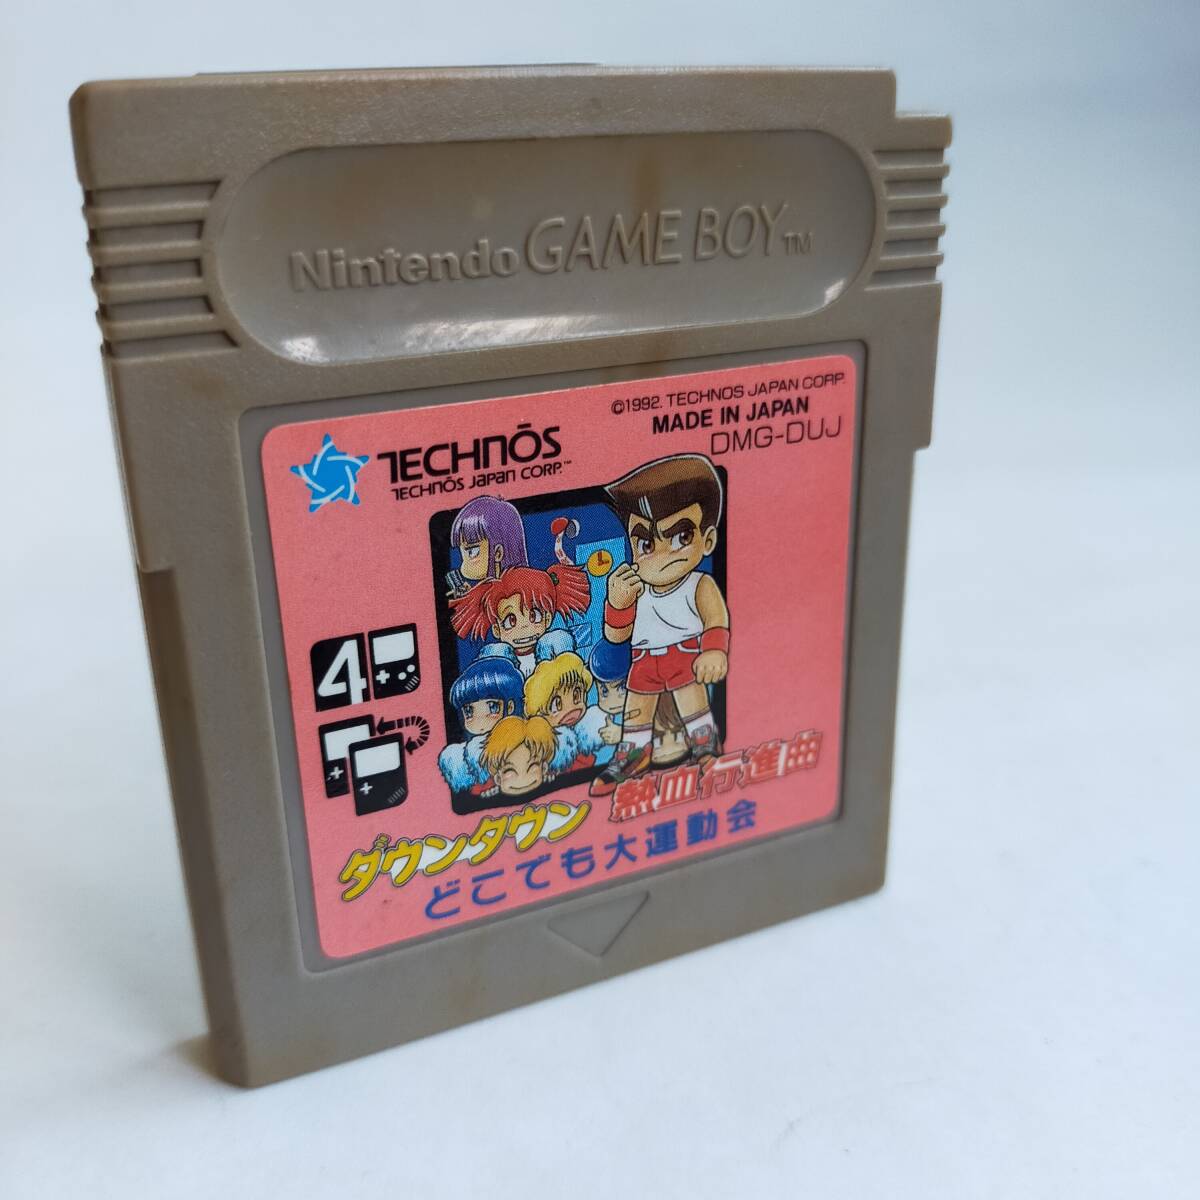 Nintendo GAME BOY™
©1992. TECHNOS JAPAN CORP.
MADE IN JAPAN
DMG-DUJ
TECHNŌS
TECHNŌS JAPAN CORP.™
4
ダウンタウン 熱血行進曲
どこでも大運動会